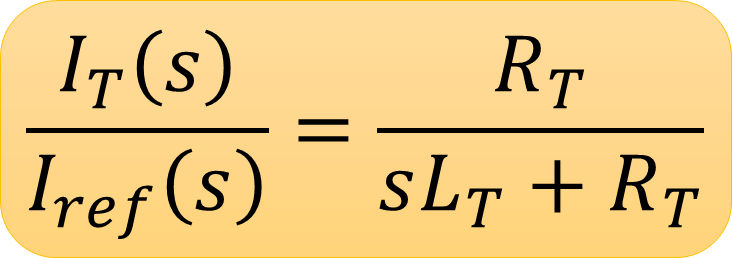 I_T(s) / I_ref(s) = R_T / (sL_T + R_T)